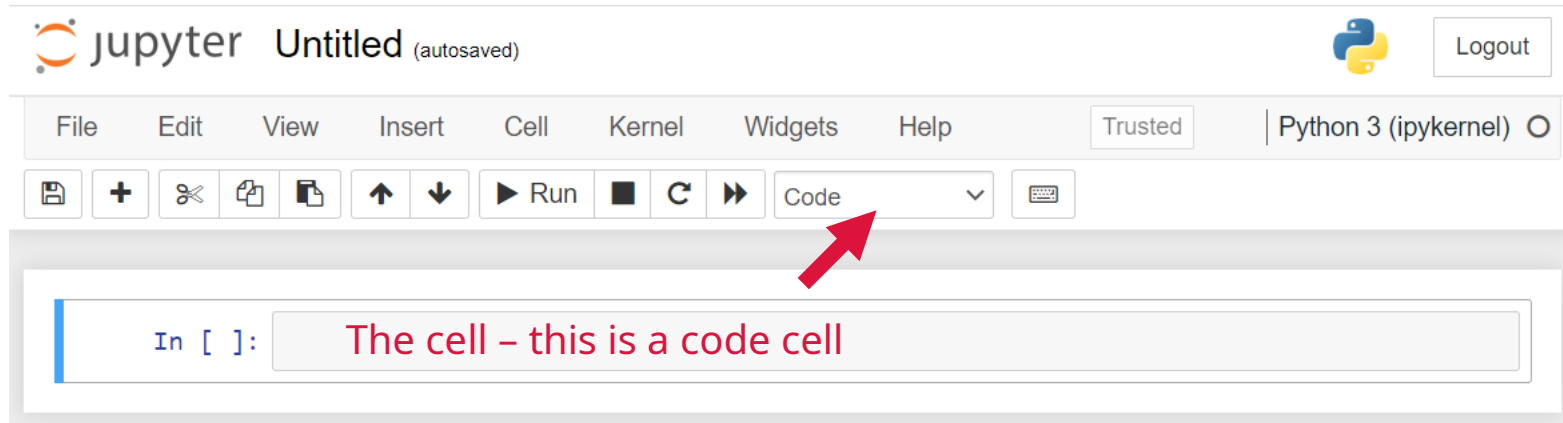 jupyter Untitled (autosaved) Logout
File Edit View Insert Cell Kernel Widgets Help Trusted Python 3 (ipykernel)
Run Code
In [ ]: The cell – this is a code cell